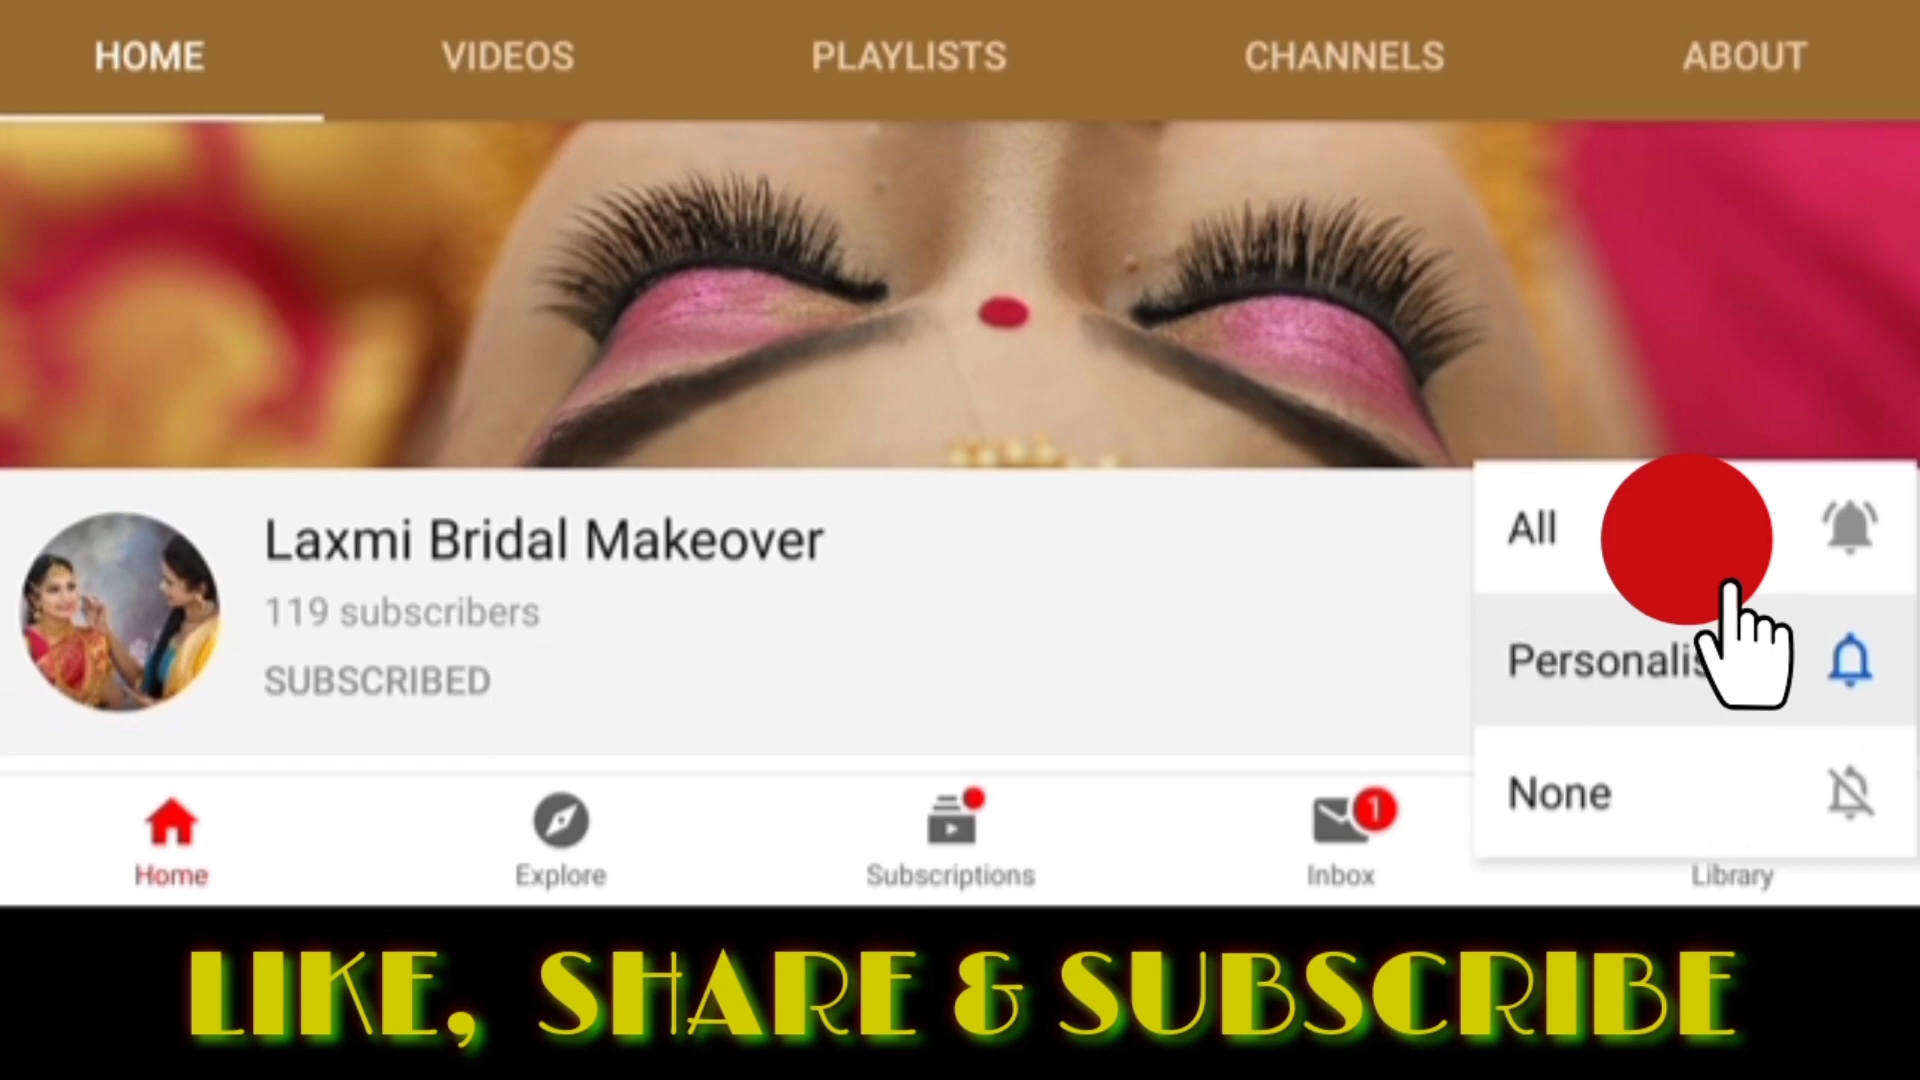 HOME VIDEOS PLAYLISTS CHANNELS ABOUT
Laxmi Bridal Makeover
119 subscribers
SUBSCRIBED
All
Personalis
None
Home Explore Subscriptions Inbox 1 Library
LIKE, SHARE & SUBSCRIBE